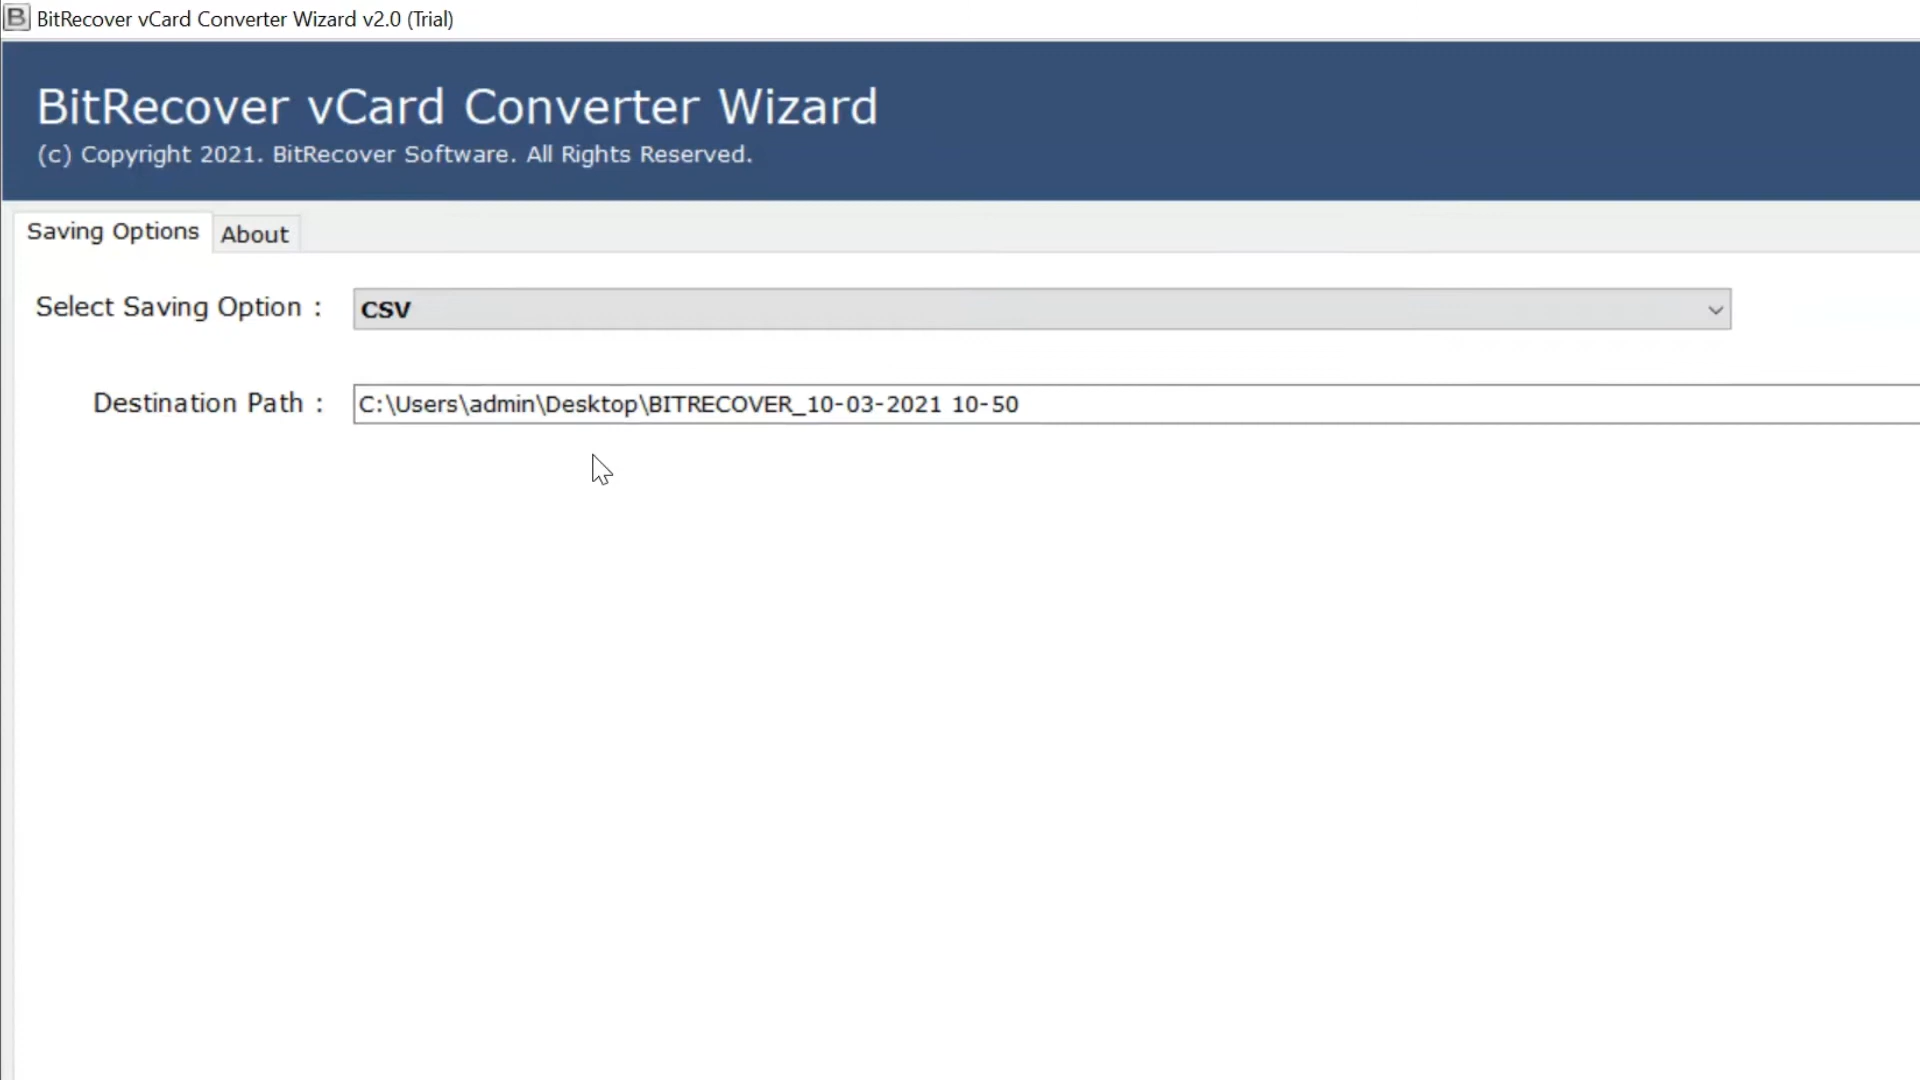 B BitRecover vCard Converter Wizard v2.0 (Trial)
BitRecover vCard Converter Wizard
(c) Copyright 2021. BitRecover Software. All Rights Reserved.
Saving Options About
Select Saving Option : CSV
Destination Path : C:\Users\admin\Desktop\BITRECOVER_10-03-2021 10-50